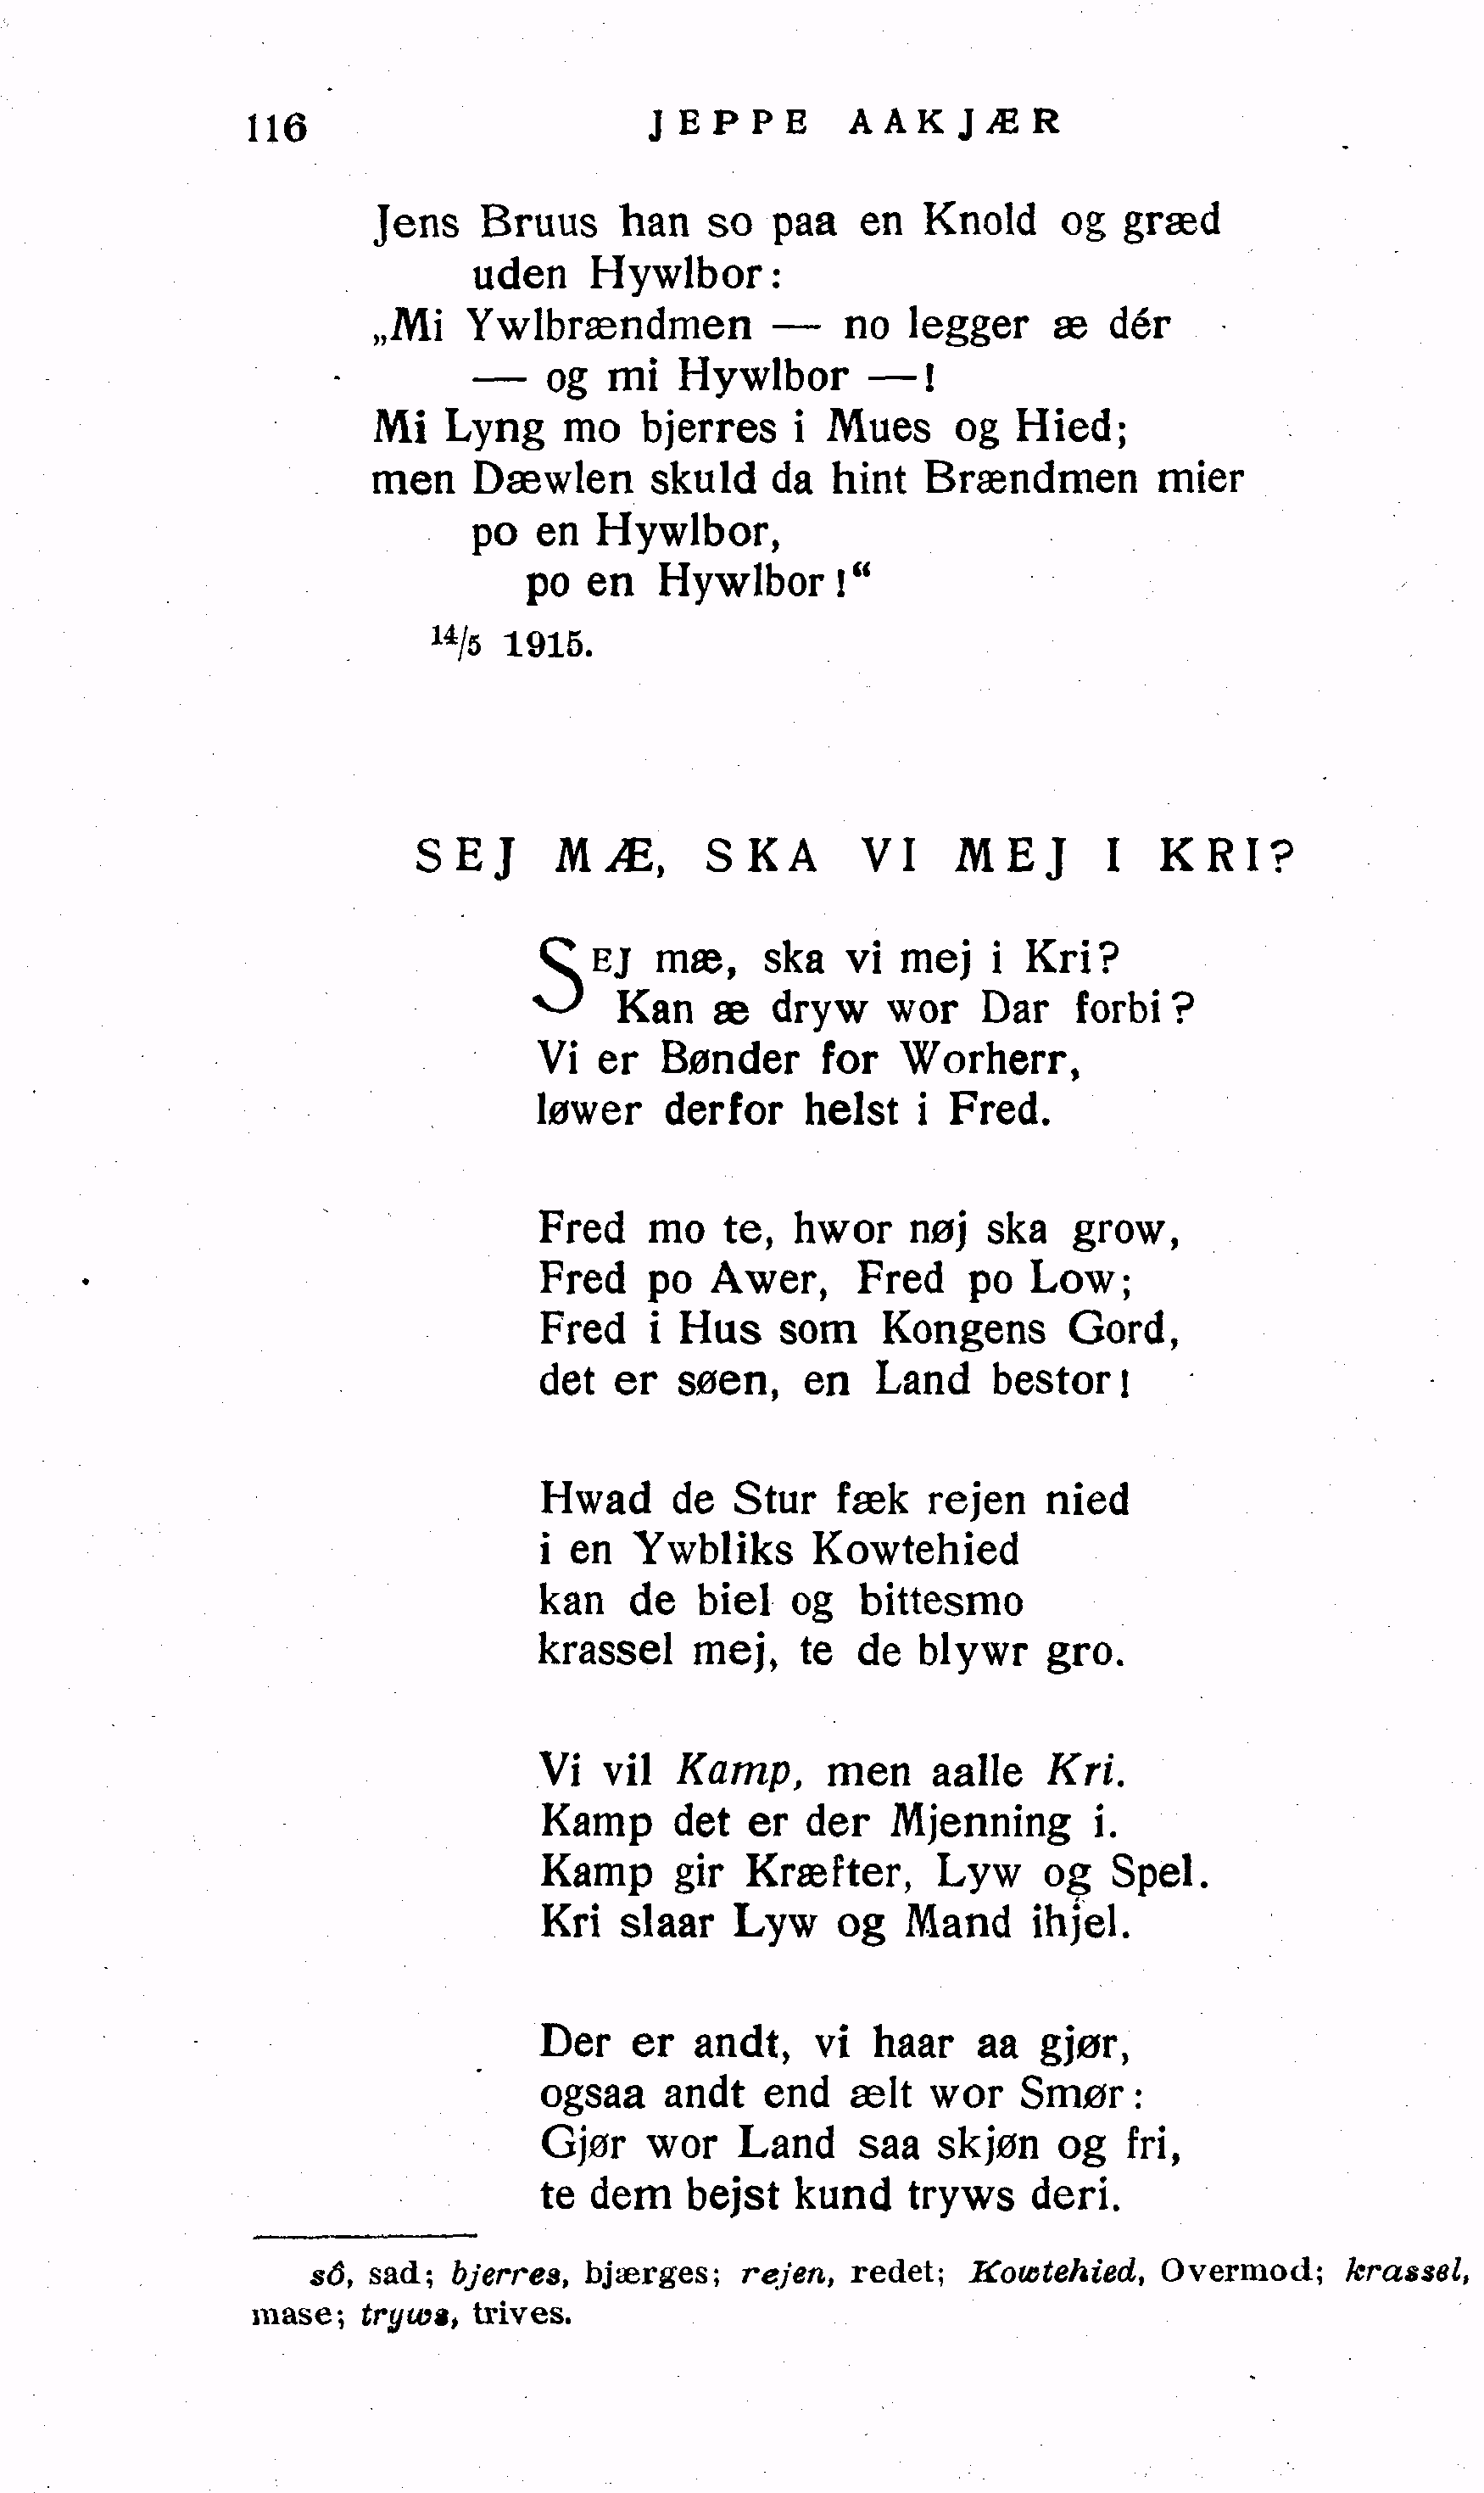 116 JEPPE AAKJÆR
Jens Bruus han so paa en Knold og græd
uden Hywlbor:
„Mi Ywlbrændmen — no legger æ dér
— og mi Hywlbor —!
Mi Lyng mo bjerres i Mues og Hied;
men Dæwlen skuld da hint Brændmen mier
po en Hywlbor,
po en Hywlbor!“
14/5 1915.
SEJ MÆ, SKA VI MEJ I KRI?
SEJ mæ, ska vi mej i Kri?
Kan æ dryw wor Dar forbi?
Vi er Bønder for Worherr,
løwer derfor helst i Fred.
Fred mo te, hwor nøj ska grow,
Fred po Awer, Fred po Low;
Fred i Hus som Kongens Gord,
det er søen, en Land bestor!
Hwad de Stur fæk rejen nied
i en Ywbliks Kowtehied
kan de biel og bittesmo
krassel mej, te de blywr gro.
Vi vil Kamp, men aalle Kri.
Kamp det er der Mjenning i.
Kamp gir Kræfter, Lyw og Spel.
Kri slaar Lyw og Mand ihjel.
Der er andt, vi haar aa gjør,
ogsaa andt end ælt wor Smør:
Gjør wor Land saa skjøn og fri,
te dem bejst kund tryws deri.
sô, sad; bjerres, bjærges; rejen, redet; Kowtehied, Overmod; krassel,
mase; tryws, trives.